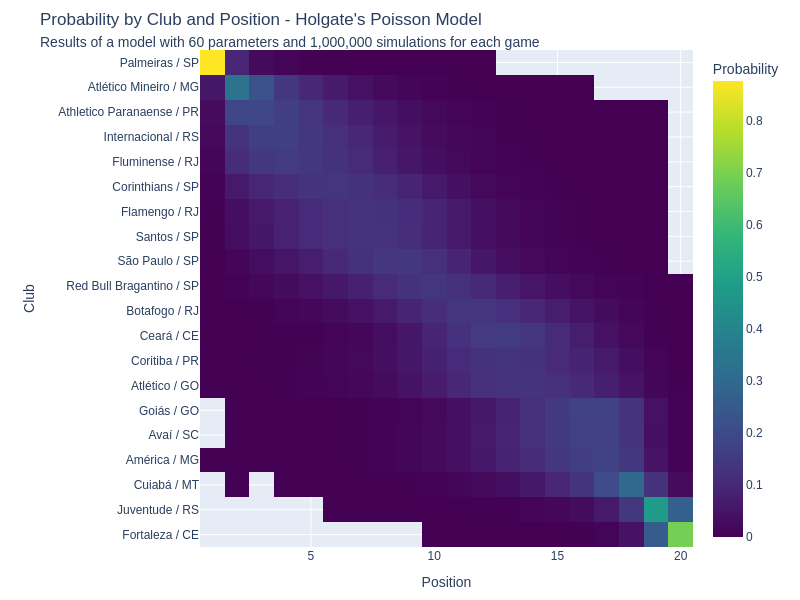 Probability by Club and Position - Holgate's Poisson Model
Results of a model with 60 parameters and 1,000,000 simulations for each game
Probability
Palmeiras / SP
Atlético Mineiro / MG
Athletico Paranaense / PR
Internacional / RS
Fluminense / RJ
Corinthians / SP
Flamengo / RJ
Santos / SP
São Paulo / SP
Red Bull Bragantino / SP
Botafogo / RJ
Ceará / CE
Coritiba / PR
Atlético / GO
Goiás / GO
Avaí / SC
América / MG
Cuiabá / MT
Juventude / RS
Fortaleza / CE
Club
5
10
15
20
Position
0.8
0.7
0.6
0.5
0.4
0.3
0.2
0.1
0